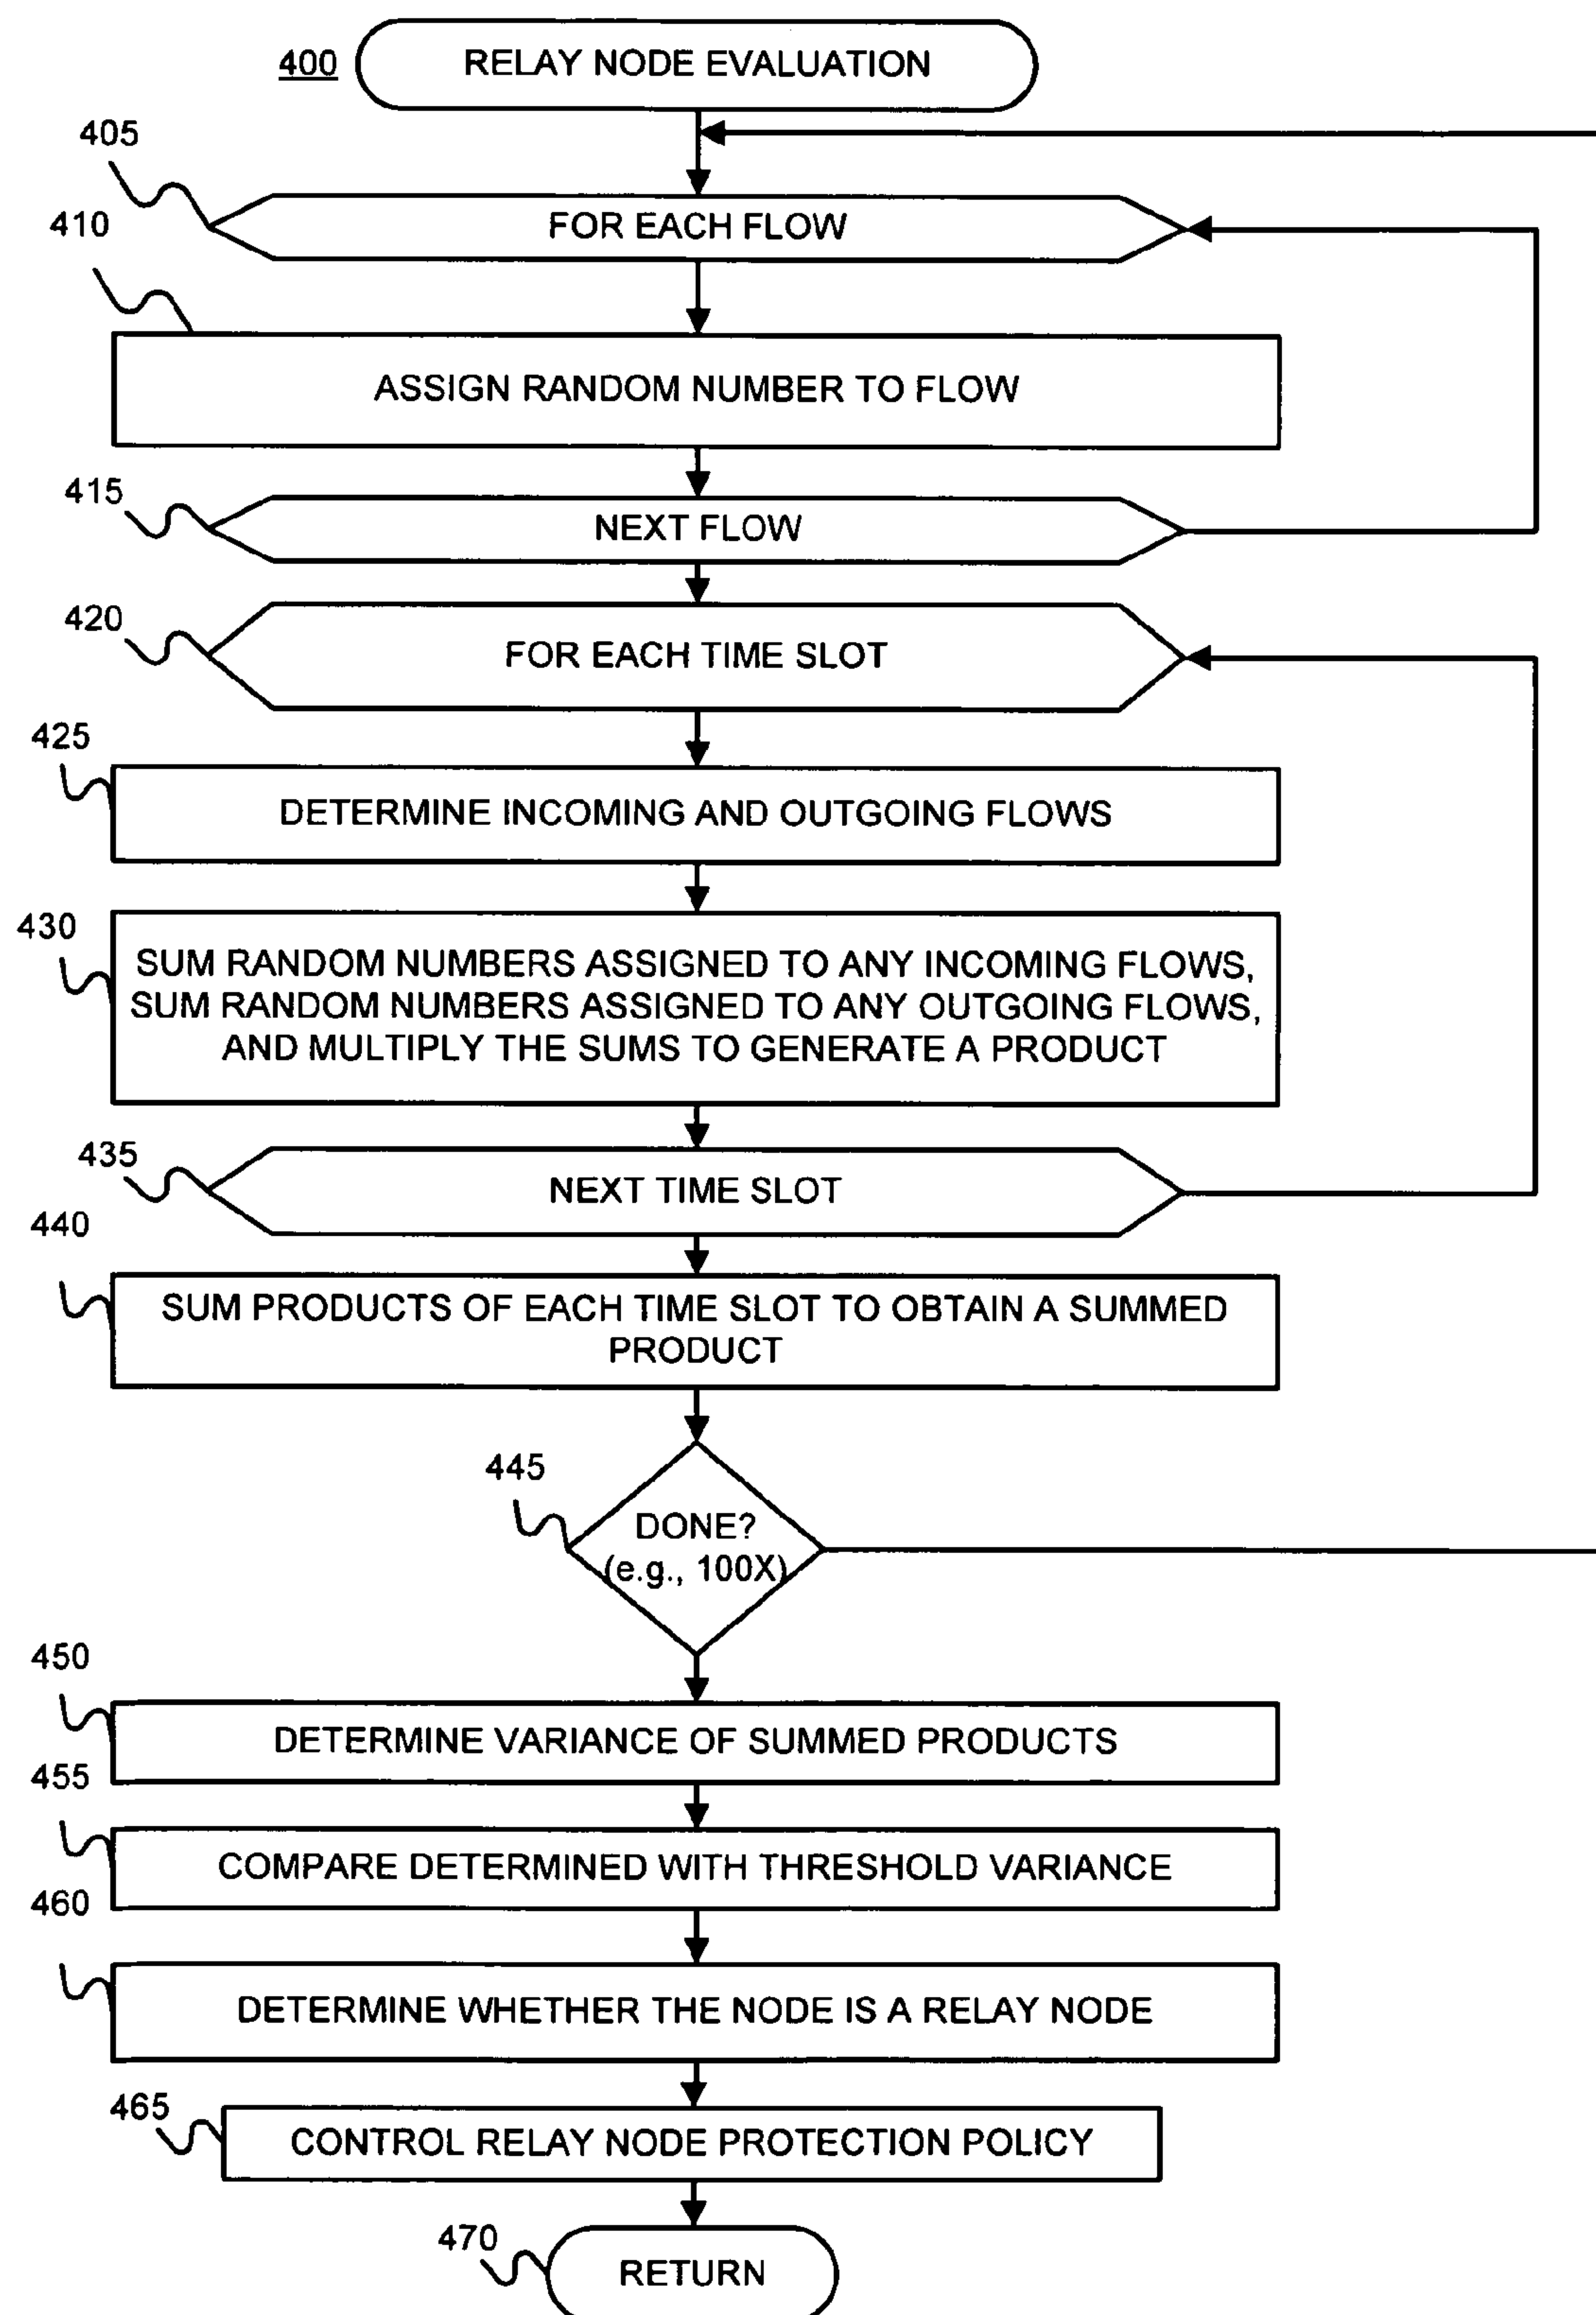 400
RELAY NODE EVALUATION
405
FOR EACH FLOW
410
ASSIGN RANDOM NUMBER TO FLOW
415
NEXT FLOW
420
FOR EACH TIME SLOT
425
DETERMINE INCOMING AND OUTGOING FLOWS
430
SUM RANDOM NUMBERS ASSIGNED TO ANY INCOMING FLOWS,
SUM RANDOM NUMBERS ASSIGNED TO ANY OUTGOING FLOWS,
AND MULTIPLY THE SUMS TO GENERATE A PRODUCT
435
NEXT TIME SLOT
440
SUM PRODUCTS OF EACH TIME SLOT TO OBTAIN A SUMMED
PRODUCT
445
DONE?
(e.g., 100X)
450
DETERMINE VARIANCE OF SUMMED PRODUCTS
455
COMPARE DETERMINED WITH THRESHOLD VARIANCE
460
DETERMINE WHETHER THE NODE IS A RELAY NODE
465
CONTROL RELAY NODE PROTECTION POLICY
470
RETURN